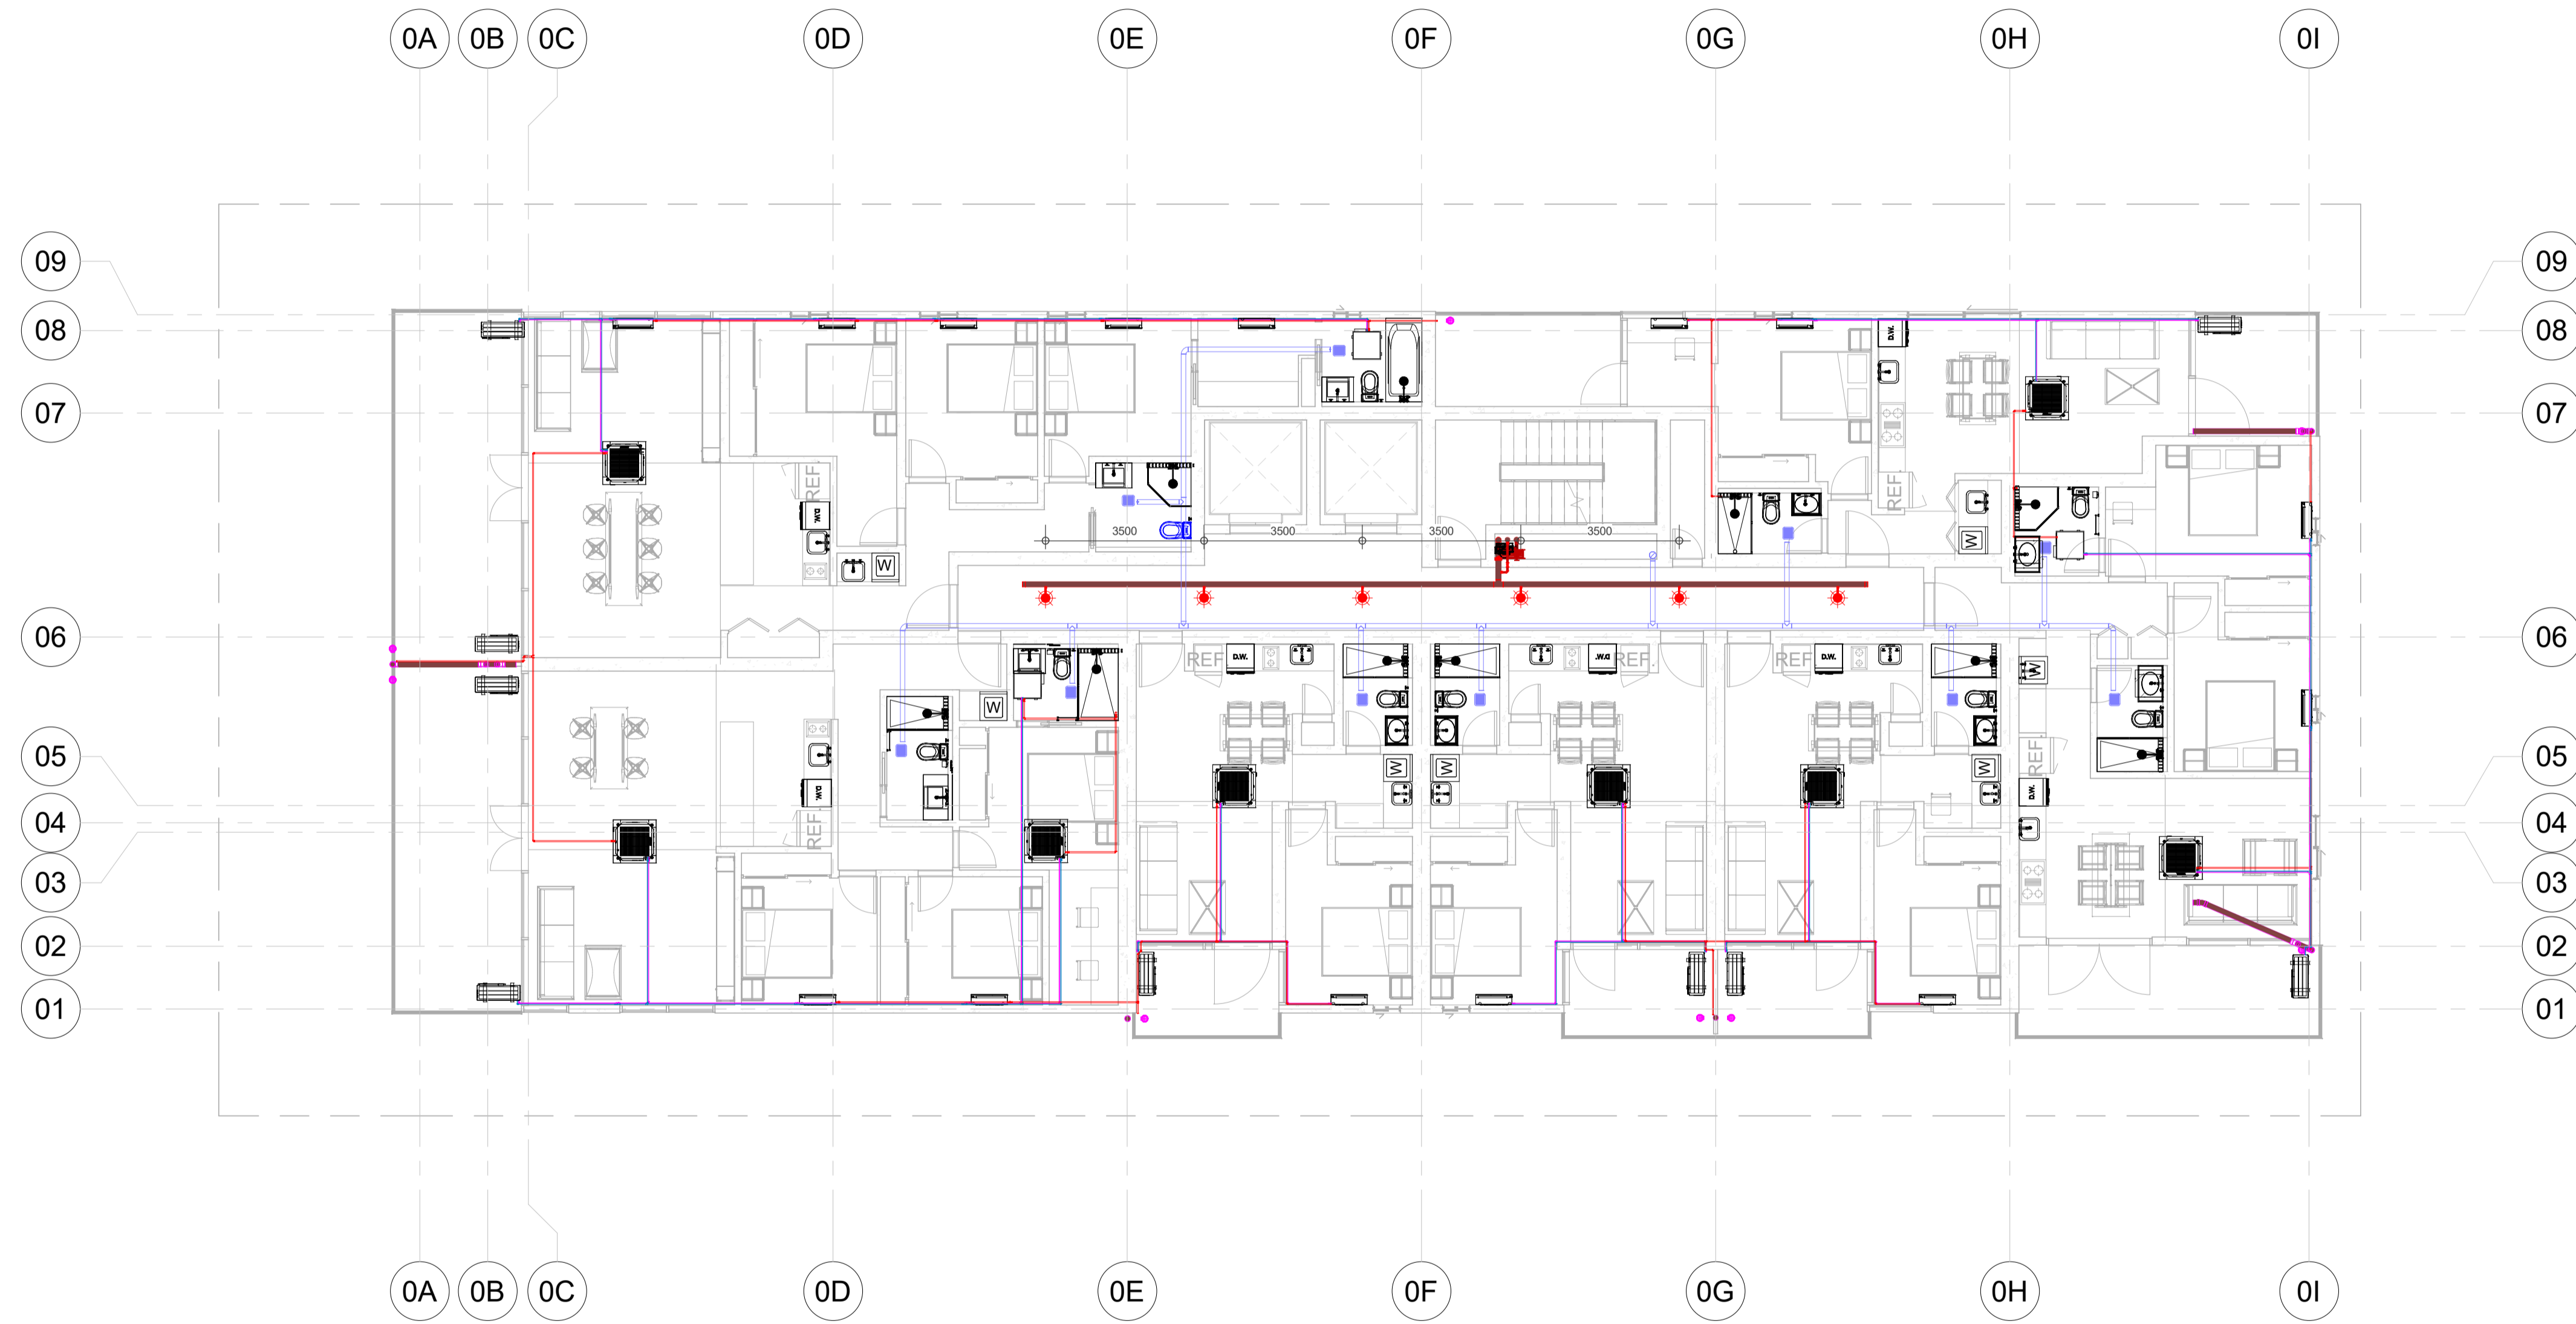 0A 0B 0C 0D 0E 0F 0G 0H 0I
09 09
08 08
D.W.
07 07
REF REF
D.W.
W W
3500 3500 3500 3500
W
06 06
REF D.W. D.W. REF. REF D.W. W
W
05 05
W W W REF
D.W. D.W.
04 04
REF
03 03
02 02
01 01
0A 0B 0C 0D 0E 0F 0G 0H 0I